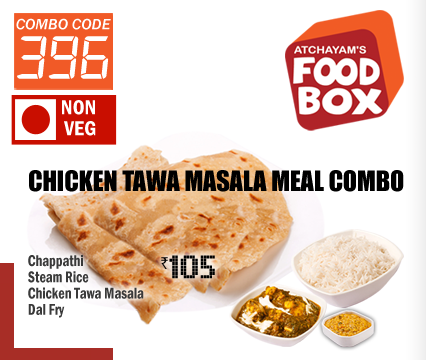 COMBO CODE
396
NON
VEG
ATCHAYAM'S
FOOD
BOX
CHICKEN TAWA MASALA MEAL COMBO
Chappathi
Steam Rice
Chicken Tawa Masala
Dal Fry
₹105